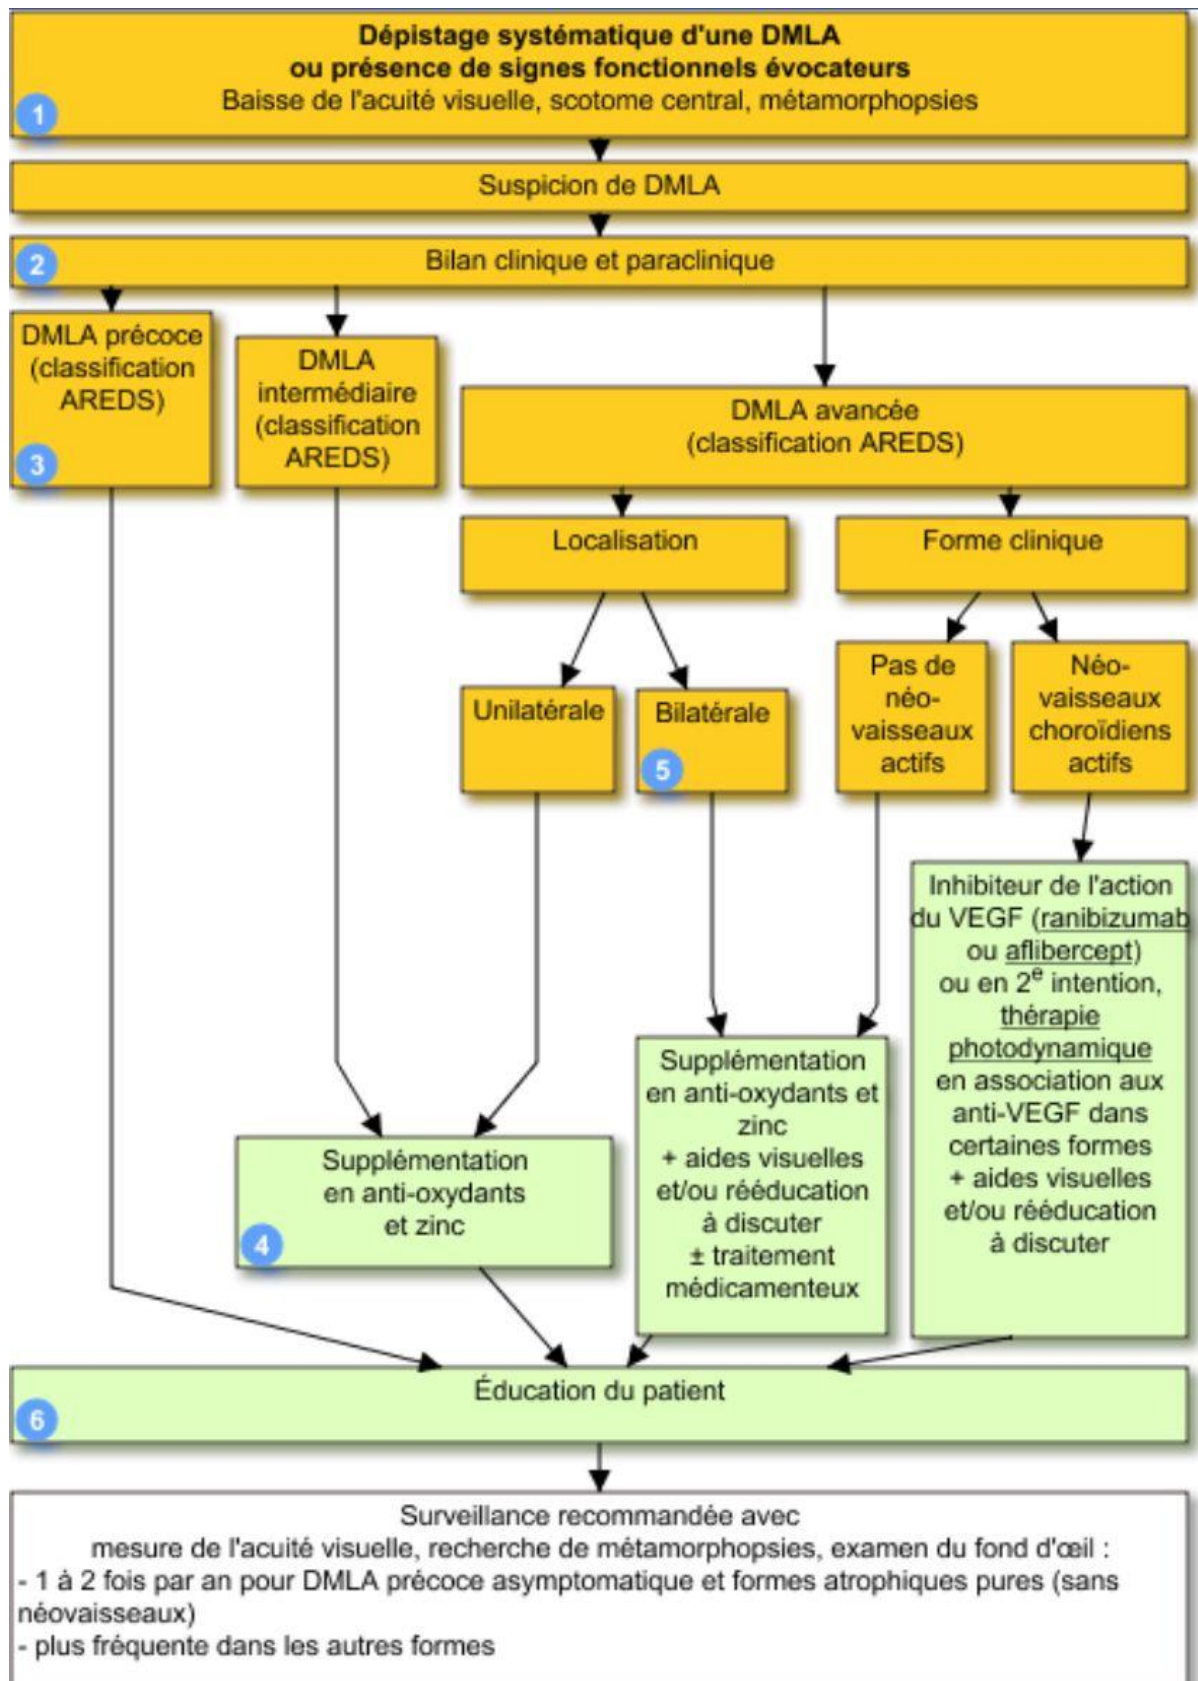 Dépistage systématique d'une DMLA
ou présence de signes fonctionnels évocateurs
Baisse de l'acuité visuelle, scotome central, métamorphopsies
1
Suspicion de DMLA
Bilan clinique et paraclinique
2
DMLA précoce
(classification
AREDS)
3
DMLA
intermédiaire
(classification
AREDS)
DMLA avancée
(classification AREDS)
Localisation
Forme clinique
Unilatérale
Bilatérale
5
Pas de
néo-
vaisseaux
actifs
Néo-
vaisseaux
choroïdiens
actifs
Supplémentation
en anti-oxydants
et zinc
4
Supplémentation
en anti-oxydants et
zinc
+ aides visuelles
et/ou rééducation
à discuter
± traitement
médicamenteux
Inhibiteur de l'action
du VEGF (ranibizumab
ou aflibercept)
ou en 2e intention,
thérapie
photodynamique
en association aux
anti-VEGF dans
certaines formes
+ aides visuelles
et/ou rééducation
à discuter
Éducation du patient
6
Surveillance recommandée avec
mesure de l'acuité visuelle, recherche de métamorphopsies, examen du fond d'œil :
- 1 à 2 fois par an pour DMLA précoce asymptomatique et formes atrophiques pures (sans
néovaisseaux)
- plus fréquente dans les autres formes